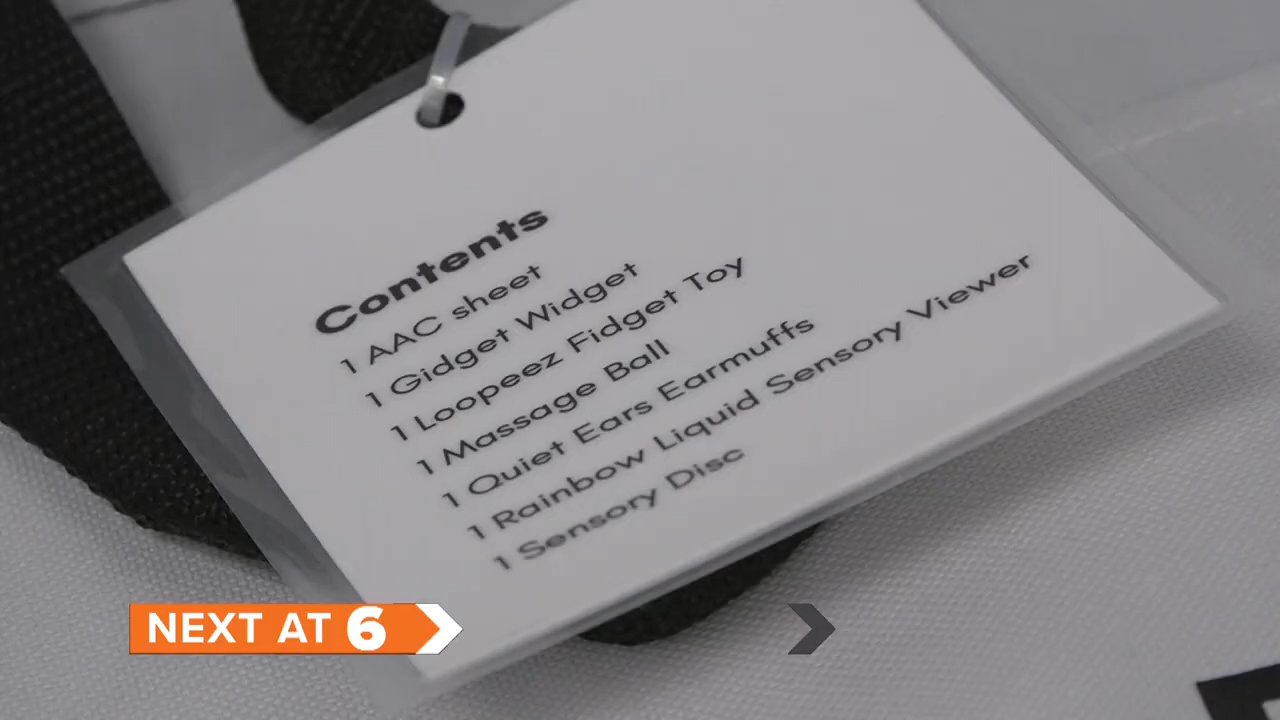 Contents
1 AAC sheet
1 Gidget Widget
1 Loopeez Fidget Toy
1 Massage Ball
1 Quiet Ears Earmuffs
1 Rainbow Liquid Sensory Viewer
1 Sensory Disc
NEXT AT 6